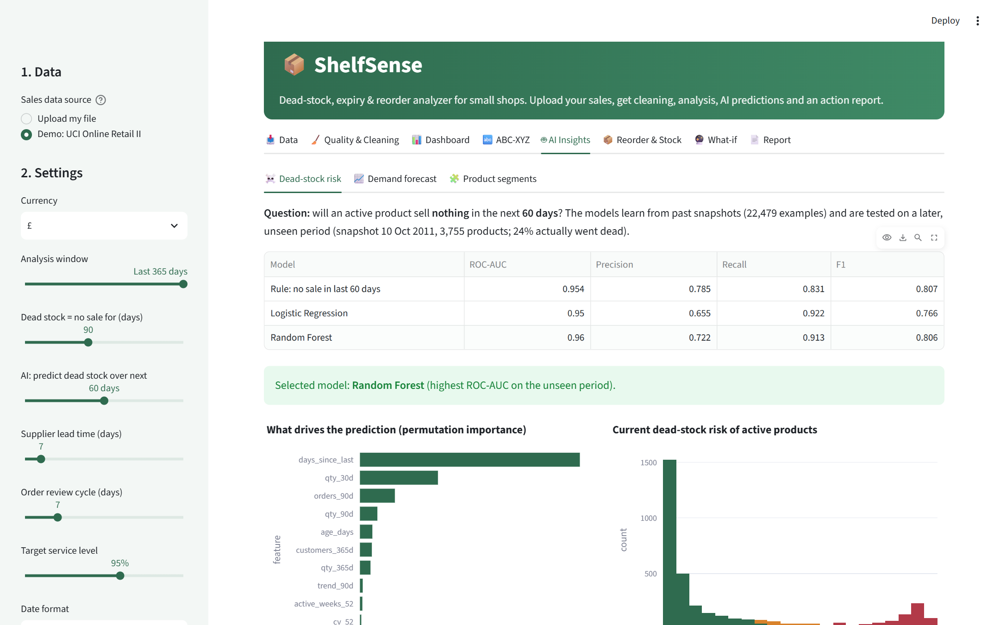 Deploy
1. Data
Sales data source
Upload my file
Demo: UCI Online Retail II
2. Settings
Currency
£
Analysis window
Last 365 days
Dead stock = no sale for (days)
90
AI: predict dead stock over next
60 days
Supplier lead time (days)
7
Order review cycle (days)
7
Target service level
95%
Date format
ShelfSense
Dead-stock, expiry & reorder analyzer for small shops. Upload your sales, get cleaning, analysis, AI predictions and an action report.
Data Quality & Cleaning Dashboard abc ABC-XYZ AI Insights Reorder & Stock What-if Report
Dead-stock risk Demand forecast Product segments
Question: will an active product sell nothing in the next 60 days? The models learn from past snapshots (22,479 examples) and are tested on a later,
unseen period (snapshot 10 Oct 2011, 3,755 products; 24% actually went dead).
Model ROC-AUC Precision Recall F1
Rule: no sale in last 60 days 0.954 0.785 0.831 0.807
Logistic Regression 0.95 0.655 0.922 0.766
Random Forest 0.96 0.722 0.913 0.806
Selected model: Random Forest (highest ROC-AUC on the unseen period).
What drives the prediction (permutation importance)
days_since_last
qty_30d
orders_90d
qty_90d
age_days
customers_365d
qty_365d
trend_90d
active_weeks_52
cv_52
feature
Current dead-stock risk of active products
1500
1000
500
count